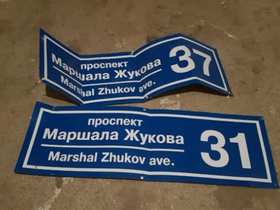 проспект
Маршала Жукова
Marshal Zhukov ave.
37
проспект
Маршала Жукова
Marshal Zhukov ave.
31